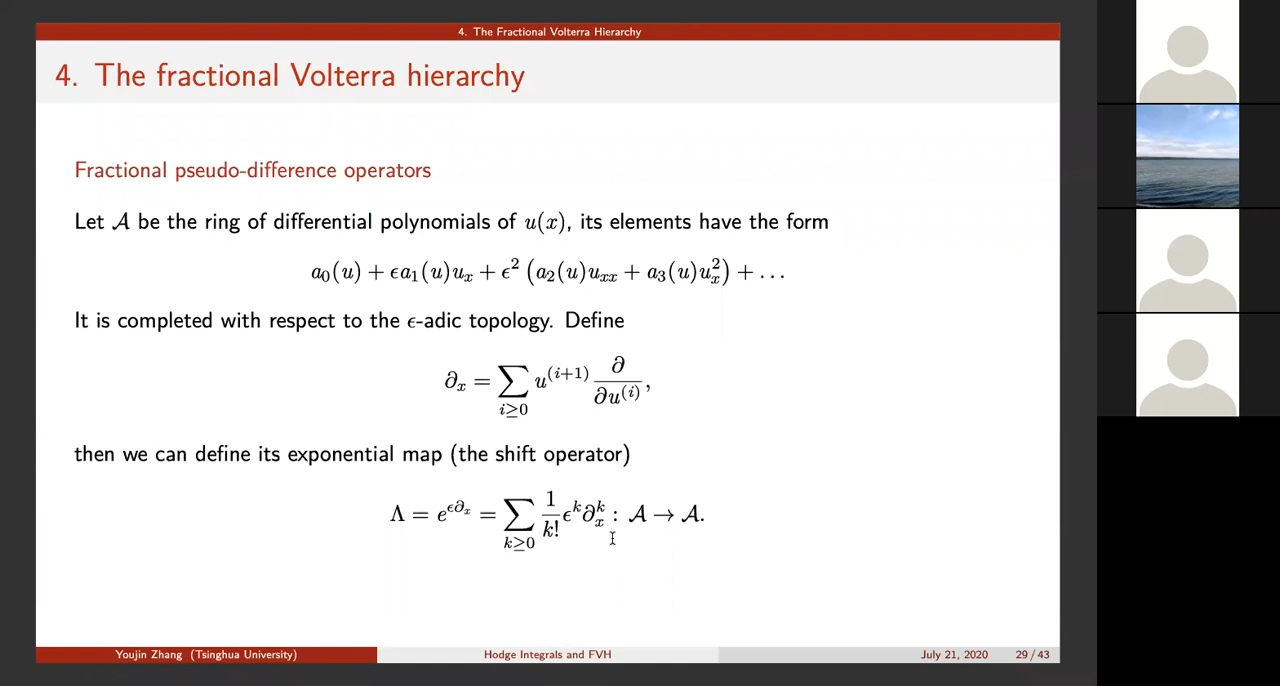 4. The Fractional Volterra Hierarchy
4. The fractional Volterra hierarchy
Fractional pseudo-difference operators
Let 𝒜 be the ring of differential polynomials of u(x), its elements have the form
a₀(u) + ϵa₁(u)uₓ + ϵ² (a₂(u)uₓₓ + a₃(u)uₓ²) + . . .
It is completed with respect to the ϵ-adic topology. Define
∂ₓ = ∑_{i≥0} u^{(i+1)} ∂/∂u^{(i)},
then we can define its exponential map (the shift operator)
Λ = e^{ϵ∂ₓ} = ∑_{k≥0} 1/k! ϵ^k ∂ₓ^k : 𝒜 → 𝒜.
Youjin Zhang (Tsinghua University) Hodge Integrals and FVH July 21, 2020 29 / 43